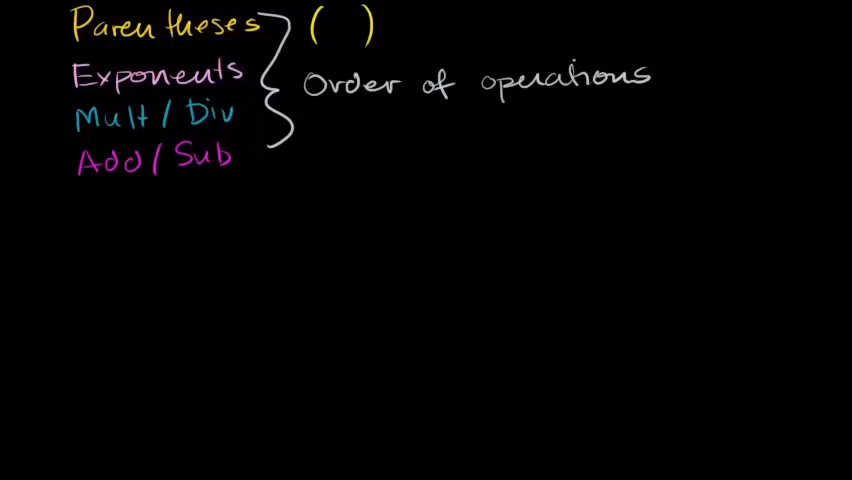 Parentheses ( )
Exponents
Order of operations
Mult / Div
Add / Sub